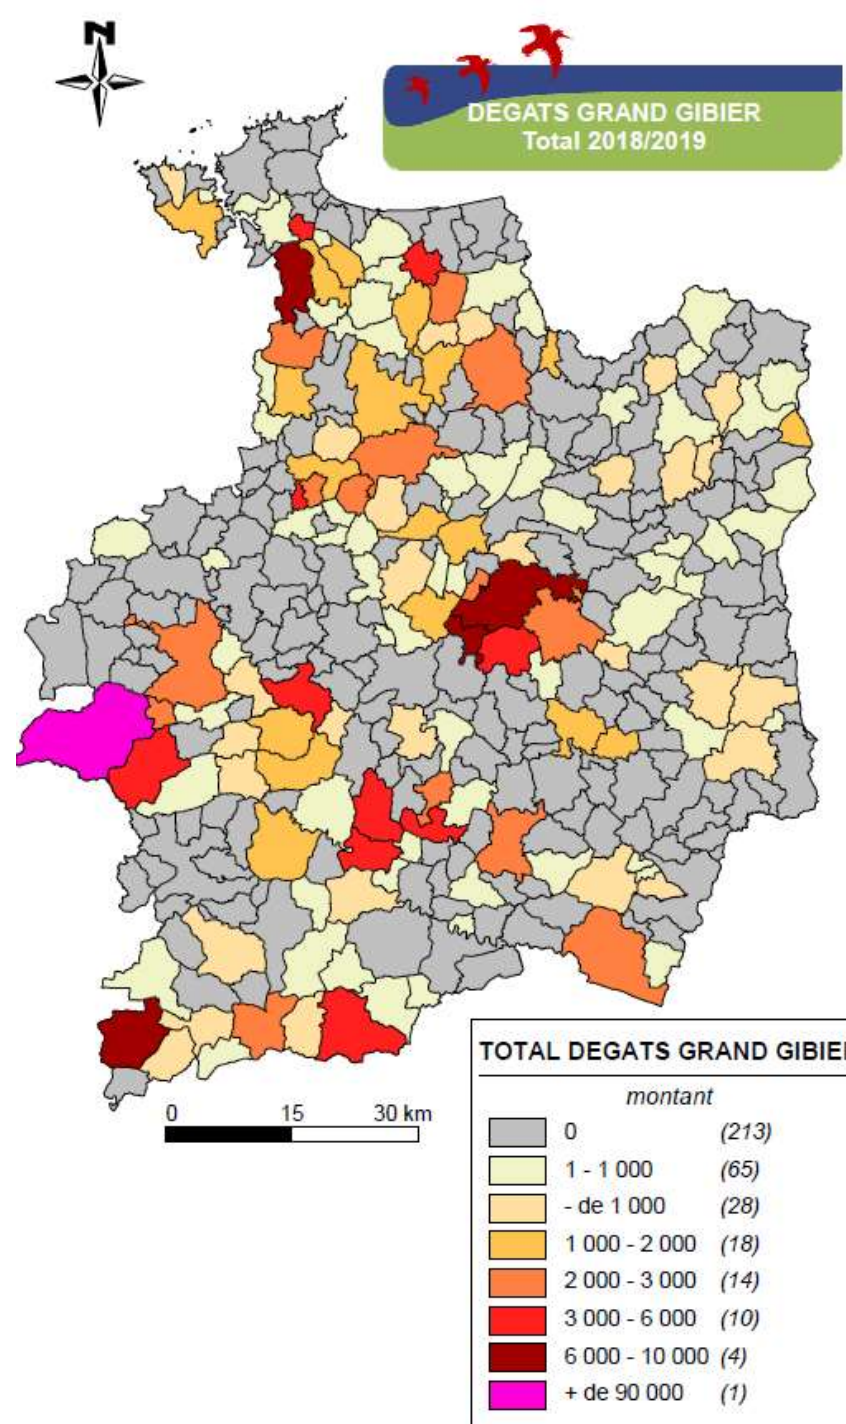 N
DEGATS GRAND GIBIER
Total 2018/2019
0 15 30 km
TOTAL DEGATS GRAND GIBIE
montant
0 (213)
1 - 1 000 (65)
- de 1 000 (28)
1 000 - 2 000 (18)
2 000 - 3 000 (14)
3 000 - 6 000 (10)
6 000 - 10 000 (4)
+ de 90 000 (1)